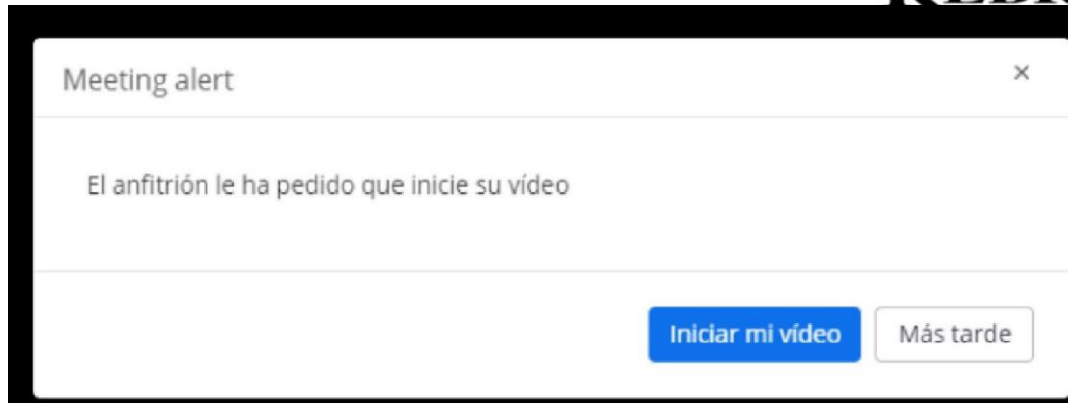 Meeting alert ×
El anfitrión le ha pedido que inicie su vídeo
Iniciar mi vídeo Más tarde